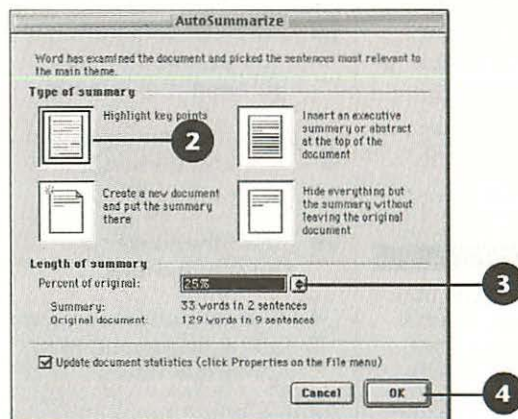 AutoSummarize
Word has examined the document and picked the sentences most relevant to
the main theme.
Type of summary
Highlight key points
2
Insert an executive
summary or abstract
at the top of the
document
Create a new document
and put the summary
there
Hide everything but
the summary without
leaving the original
document
Length of summary
Percent of original:
25%
3
Summary:
33 words in 2 sentences
Original document:
129 words in 9 sentences
Update document statistics (click Properties on the File menu)
Cancel
OK
4